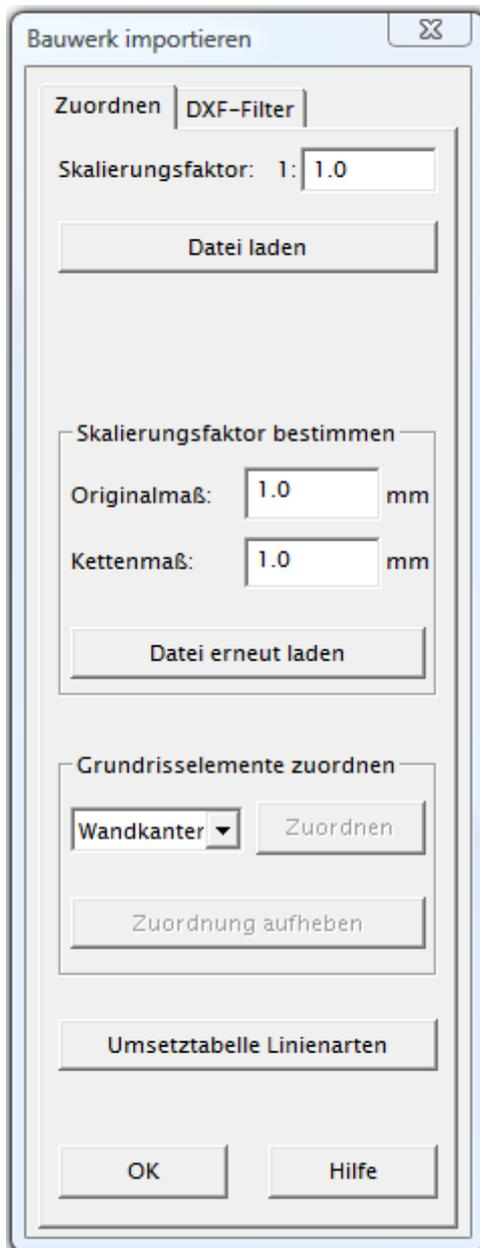 Bauwerk importieren
Zuordnen DXF-Filter
Skalierungsfaktor: 1: 1.0
Datei laden
Skalierungsfaktor bestimmen
Originalmaß: 1.0 mm
Kettenmaß: 1.0 mm
Datei erneut laden
Grundrisselemente zuordnen
Wandkanter Zuordnen
Zuordnung aufheben
Umsetztabelle Linienarten
OK Hilfe